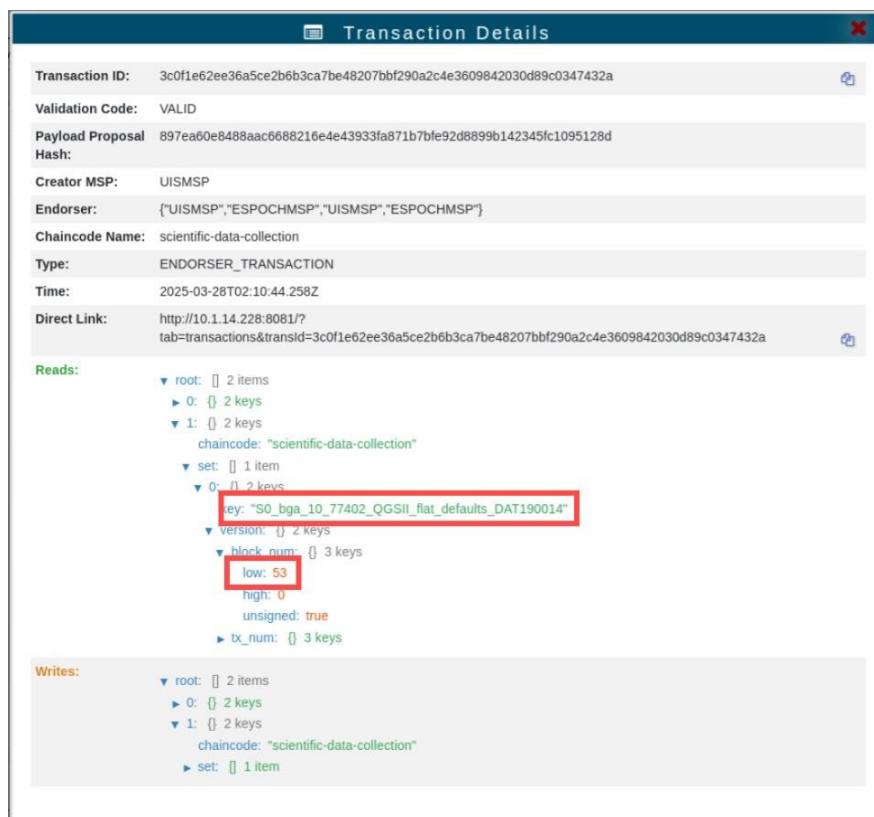 Transaction Details
Transaction ID: 3c0f1e62ee36a5ce2b6b3ca7be48207bbf290a2c4e3609842030d89c0347432a
Validation Code: VALID
Payload Proposal Hash: 897ea60e8488aac6688216e4e43933fa871b7bfe92d8899b142345fc1095128d
Creator MSP: UISMSP
Endorser: {"UISMSP","ESPOCHMSP","UISMSP","ESPOCHMSP"}
Chaincode Name: scientific-data-collection
Type: ENDORSER_TRANSACTION
Time: 2025-03-28T02:10:44.258Z
Direct Link: http://10.1.14.228:8081/?
tab=transactions&transId=3c0f1e62ee36a5ce2b6b3ca7be48207bbf290a2c4e3609842030d89c0347432a
Reads:
root: [] 2 items
0: {} 2 keys
1: {} 2 keys
chaincode: "scientific-data-collection"
set: [] 1 item
0: {} 2 keys
key: "S0_bga_10_77402_QGSII_flat_defaults_DAT190014"
version: {} 2 keys
block_num: {} 3 keys
low: 53
high: 0
unsigned: true
tx_num: {} 3 keys
Writes:
root: [] 2 items
0: {} 2 keys
1: {} 2 keys
chaincode: "scientific-data-collection"
set: [] 1 item